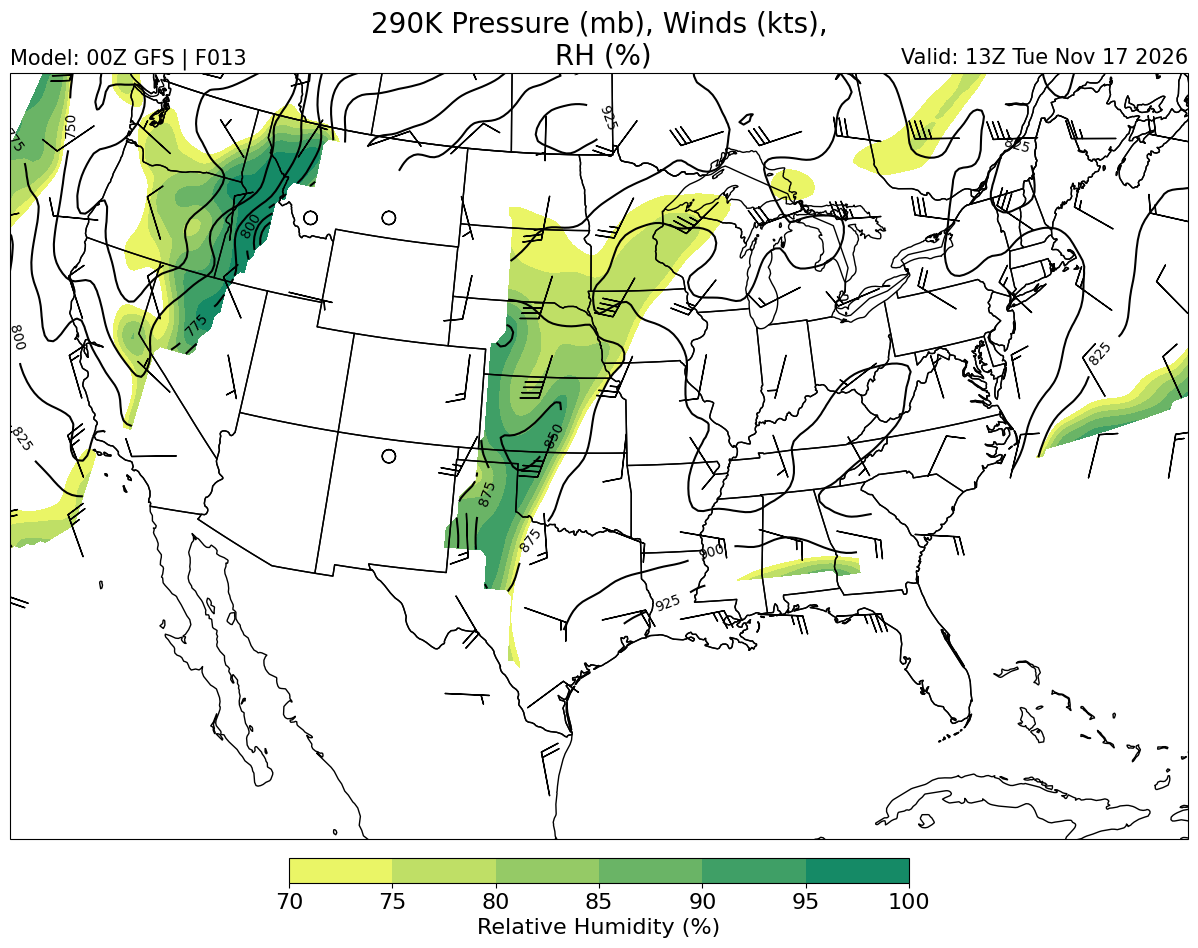 290K Pressure (mb), Winds (kts),
RH (%)
Model: 00Z GFS | F013
Valid: 13Z Tue Nov 17 2026
775
750
925
825
800
775
800
825
825
850
875
875
900
925
70 75 80 85 90 95 100
Relative Humidity (%)